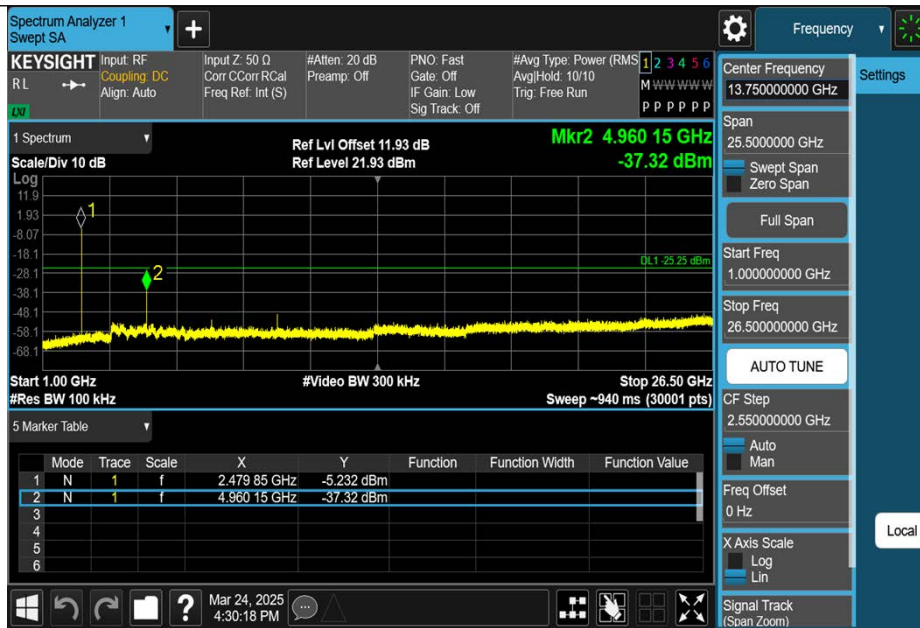 Spectrum Analyzer 1
Swept SA
Frequency
KEYSIGHT
R L
LXI
Input: RF
Coupling: DC
Align: Auto
Input Z: 50 Ω
Corr CCorr RCal
Freq Ref: Int (S)
#Atten: 20 dB
Preamp: Off
PNO: Fast
Gate: Off
IF Gain: Low
Sig Track: Off
#Avg Type: Power (RMS
Avg|Hold: 10/10
Trig: Free Run
1 2 3 4 5 6
M W W W W W
P P P P P P
1 Spectrum
Scale/Div 10 dB
Log
Ref Lvl Offset 11.93 dB
Ref Level 21.93 dBm
Mkr2 4.960 15 GHz
-37.32 dBm
11.9
1.93
-8.07
-18.1
-28.1
-38.1
-48.1
-58.1
-68.1
1
2
DL1 -25.25 dBm
Start 1.00 GHz
#Res BW 100 kHz
#Video BW 300 kHz
Stop 26.50 GHz
Sweep ~940 ms (30001 pts)
5 Marker Table
Mode Trace Scale X Y Function Function Width Function Value
1 N 1 f 2.479 85 GHz -5.232 dBm
2 N 1 f 4.960 15 GHz -37.32 dBm
3
4
5
6
Mar 24, 2025
4:30:18 PM
Center Frequency
13.750000000 GHz
Span
25.5000000 GHz
Swept Span
Zero Span
Full Span
Start Freq
1.000000000 GHz
Stop Freq
26.500000000 GHz
AUTO TUNE
CF Step
2.550000000 GHz
Auto
Man
Freq Offset
0 Hz
X Axis Scale
Log
Lin
Signal Track
(Span Zoom)
Settings
Local